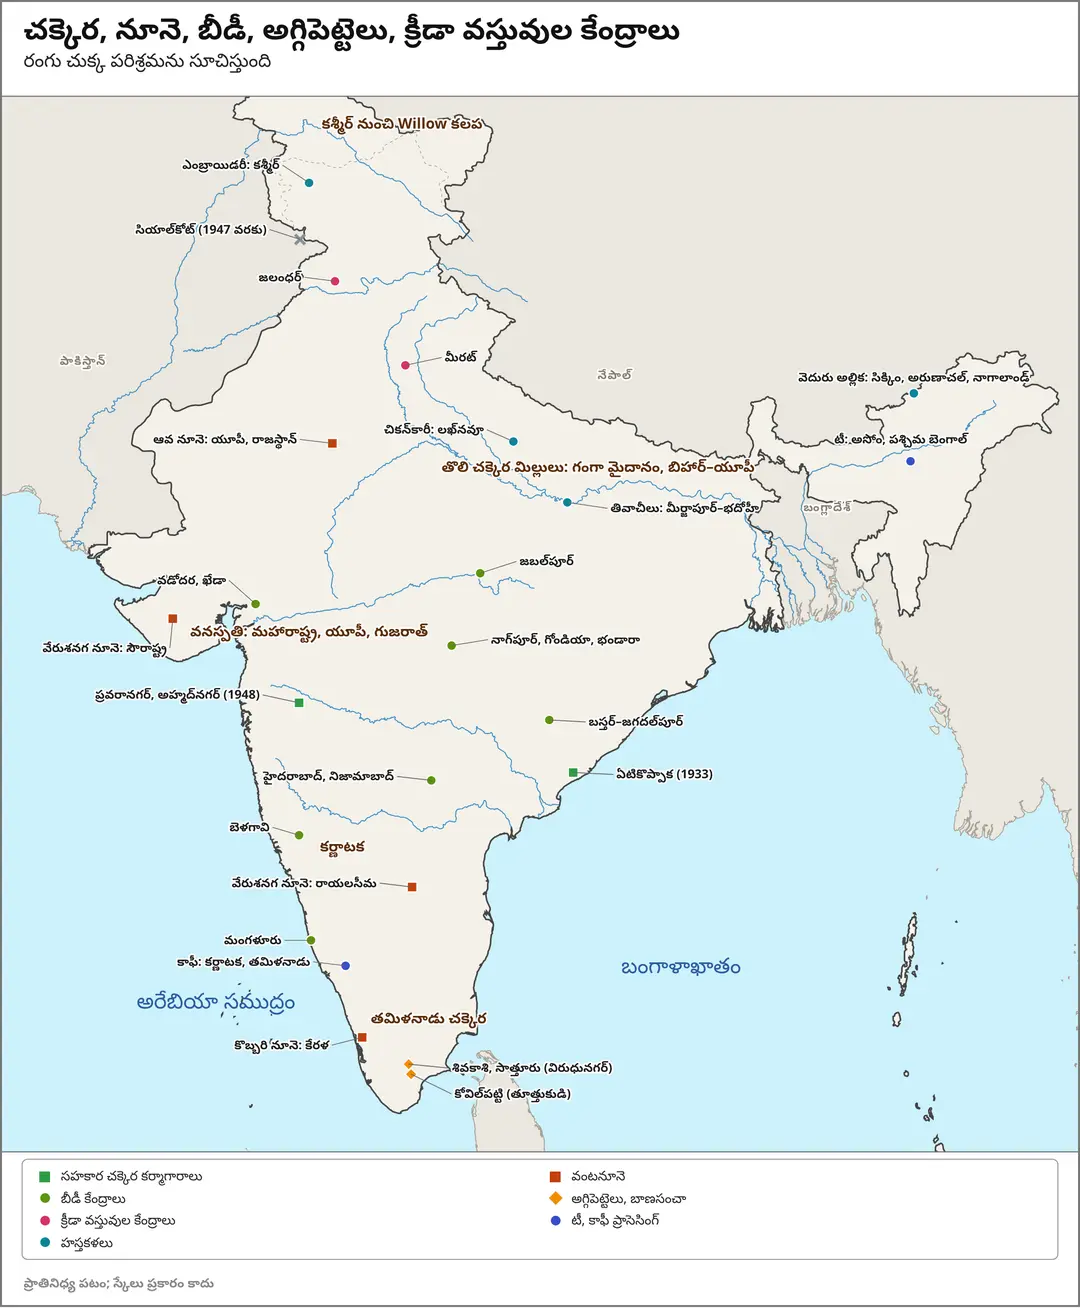 చక్కెర, నూనె, బీడీ, అగ్గిపెట్టెలు, క్రీడా వస్తువుల కేంద్రాలు
రంగు చుక్క పరిశ్రమను సూచిస్తుంది
కశ్మీర్ నుంచి Willow కలప
ఎంబ్రాయిడరీ: కశ్మీర్
సియాల్‌కోట్ (1947 వరకు)
జలంధర్
పాకిస్తాన్
మీరట్
నేపాల్
వెదురు అల్లిక: సిక్కిం, అరుణాచల్, నాగాలాండ్
చికన్‌కారీ: లఖ్‌నవూ
ఆవ నూనె: యూపీ, రాజస్థాన్
టీ: అసోం, పశ్చిమ బెంగాల్
తొలి చక్కెర మిల్లులు: గంగా మైదానం, బిహార్–యూపీ
తివాచీలు: మీర్జాపూర్–భదోహీ
బంగ్లాదేశ్
జబల్‌పూర్
వడోదర, ఖేడా
వనస్పతి: మహారాష్ట్ర, యూపీ, గుజరాత్
నాగ్‌పూర్, గోండియా, భండారా
వేరుశనగ నూనె: సౌరాష్ట్ర
ప్రవరానగర్, అహ్మద్‌నగర్ (1948)
బస్తర్–జగదల్‌పూర్
హైదరాబాద్, నిజామాబాద్
ఏటికొప్పాక (1933)
బెళగావి
కర్ణాటక
వేరుశనగ నూనె: రాయలసీమ
మంగళూరు
కాఫీ: కర్ణాటక, తమిళనాడు
బంగాళాఖాతం
అరేబియా సముద్రం
తమిళనాడు చక్కెర
కొబ్బరి నూనె: కేరళ
శివకాశి, సాత్తూరు (విరుధునగర్)
కోవిల్‌పట్టి (తూత్తుకుడి)
సహకార చక్కెర కర్మాగారాలు
బీడీ కేంద్రాలు
క్రీడా వస్తువుల కేంద్రాలు
హస్తకళలు
వంటనూనె
అగ్గిపెట్టెలు, బాణసంచా
టీ, కాఫీ ప్రాసెసింగ్
ప్రాతినిధ్య పటం; స్కేలు ప్రకారం కాదు